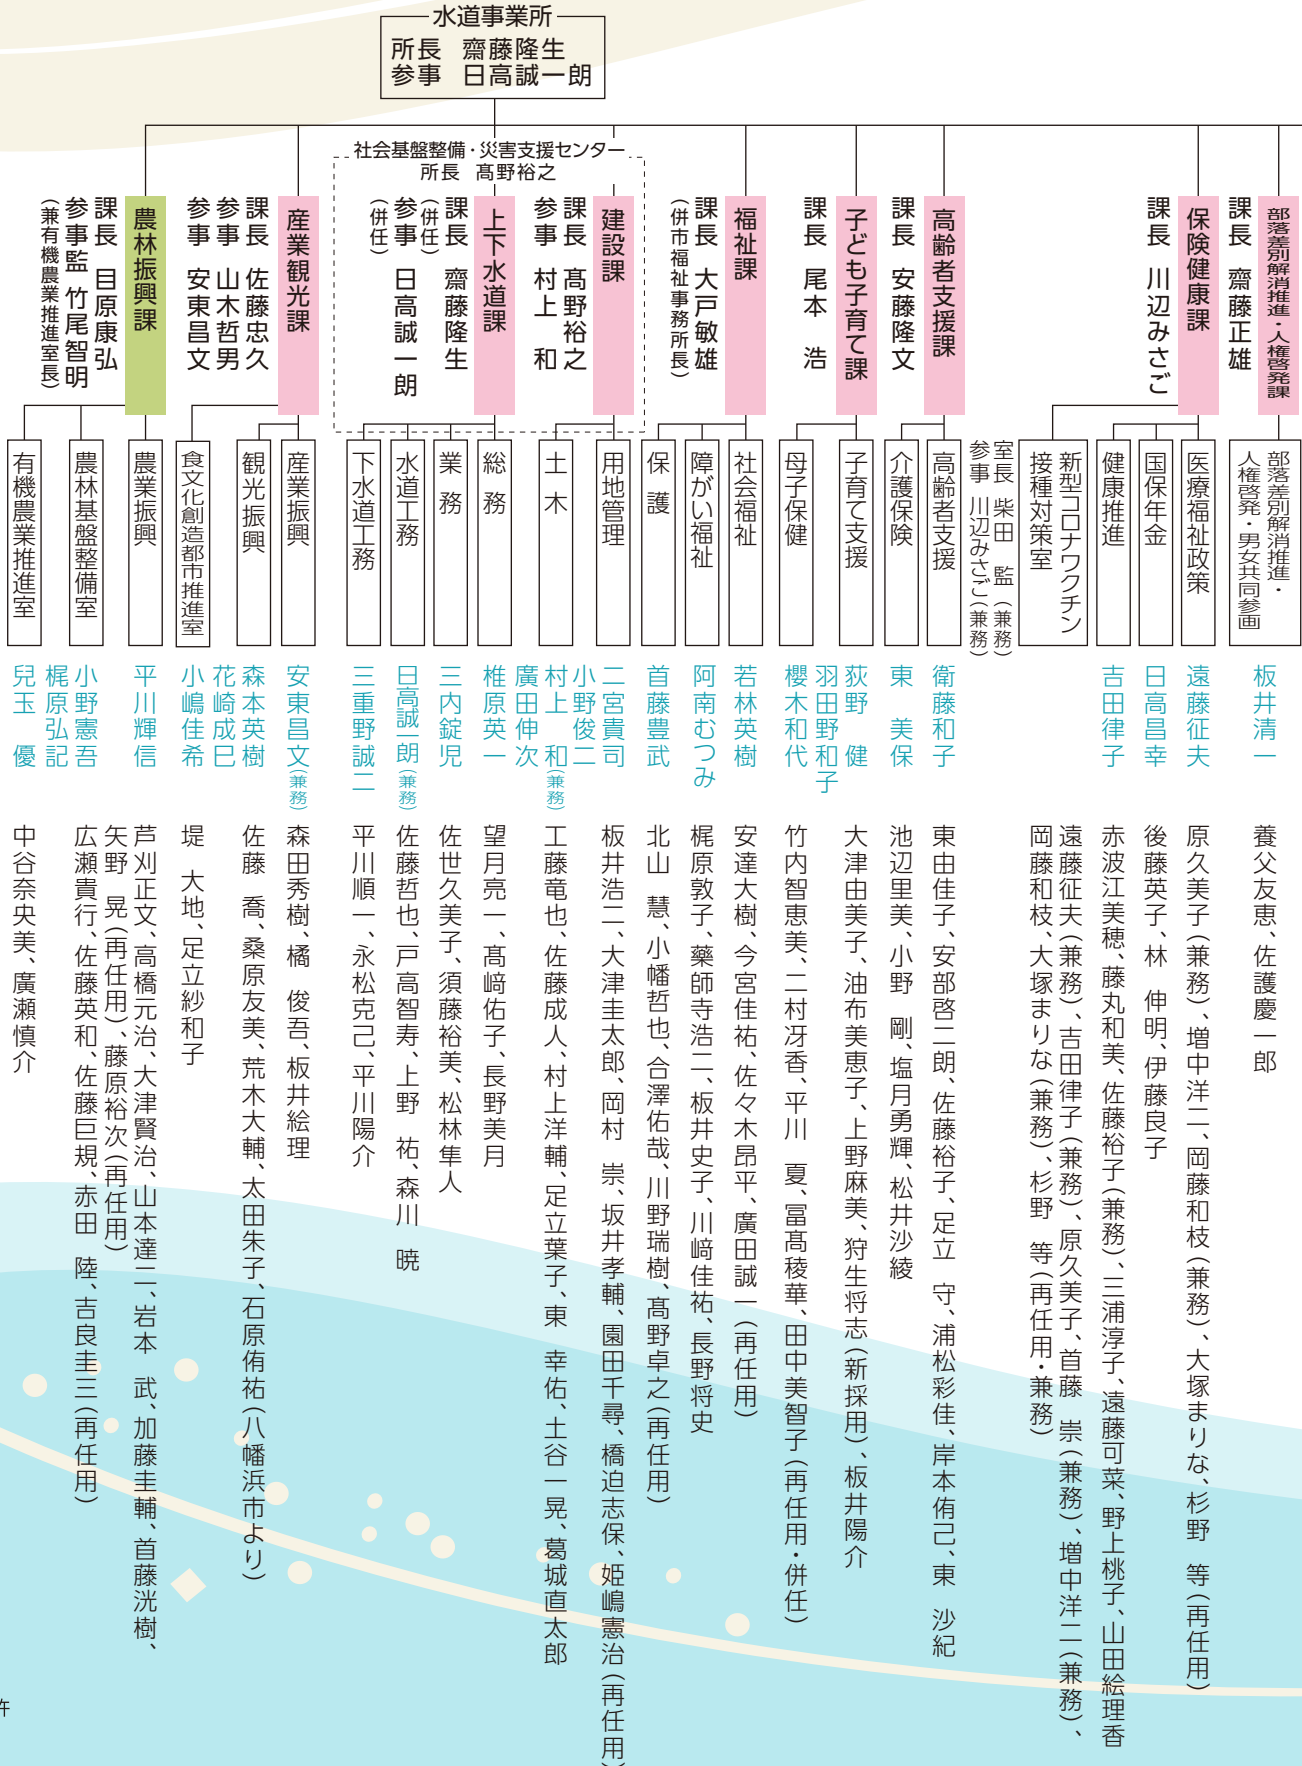 水道事業所
所長　齋藤隆生
参事　日高誠一朗
社会基盤整備・災害支援センター
所長　髙野裕之
部落差別解消推進・人権啓発課
課長　齋藤正雄
部落差別解消推進・
人権啓発・男女共同参画
板井清一
養父友恵、佐護慶一郎
保険健康課
課長　川辺みさご
医療福祉政策
遠藤征夫
原久美子（兼務）、増中洋二、岡藤和枝（兼務）、大塚まりな、杉野　等（再任用）
国保年金
日高昌幸
後藤英子、林　伸明、伊藤良子
健康推進
吉田律子
赤波江美穂、藤丸和美、佐藤裕子（兼務）、三浦淳子、遠藤可菜、野上桃子、山田絵理香
新型コロナワクチン
接種対策室
室長　柴田　監（兼務）
参事　川辺みさご（兼務）
遠藤征夫（兼務）、吉田律子（兼務）、原久美子、首藤　崇（兼務）、増中洋二（兼務）、
岡藤和枝、大塚まりな（兼務）、杉野　等（再任用・兼務）
高齢者支援課
課長　安藤隆文
高齢者支援
衛藤和子
東由佳子、安部啓二朗、佐藤裕子、足立　守、浦松彩佳、岸本侑己、東　沙紀
介護保険
東　美保
池辺里美、小野　剛、塩月勇輝、松井沙綾
子ども子育て課
課長　尾本　浩
子育て支援
荻野　健
羽田野和子
大津由美子、油布美恵子、上野麻美、狩生将志（新採用）、板井陽介
母子保健
櫻木和代
竹内智恵美、二村冴香、平川　夏、冨髙稜華、田中美智子（再任用・併任）
福祉課
課長　大戸敏雄
（併市福祉事務所長）
社会福祉
若林英樹
安達大樹、今宮佳祐、佐々木昂平、廣田誠一（再任用）
障がい福祉
阿南むつみ
梶原敦子、藥師寺浩二、板井史子、川﨑佳祐、長野将史
保護
首藤豊武
北山　慧、小幡哲也、合澤佑哉、川野瑞樹、髙野卓之（再任用）
建設課
課長　髙野裕之
参事　村上　和
用地管理
二宮貴司
小野俊二
板井浩二、大津圭太郎、岡村　崇、坂井孝輔、園田千尋、橋迫志保、姫嶋憲治（再任用）
土木
村上　和（兼務）
廣田伸次
工藤竜也、佐藤成人、村上洋輔、足立葉子、東　幸佑、土谷一晃、葛城直太郎
上下水道課
課長　齋藤隆生
（併任）
参事　日高誠一朗
（併任）
総務
椎原英一
望月亮一、髙﨑佑子、長野美月
業務
三内錠児
佐世久美子、須藤裕美、松林隼人
水道工務
日高誠一朗（兼務）
佐藤哲也、戸高智寿、上野　祐、森川　暁
下水道工務
三重野誠二
平川順一、永松克己、平川陽介
産業観光課
課長　佐藤忠久
参事　山木哲男
参事　安東昌文
産業振興
安東昌文（兼務）
森田秀樹、橘　俊吾、板井絵理
観光振興
森本英樹
花崎成巳
佐藤　喬、桑原友美、荒木大輔、太田朱子、石原侑祐（八幡浜市より）
食文化創造都市推進室
小嶋佳希
堤　大地、足立紗和子
農林振興課
課長　目原康弘
参事監　竹尾智明
（兼有機農業推進室長）
農業振興
平川輝信
芦刈正文、高橋元治、大津賢治、山本達二、岩本　武、加藤圭輔、首藤洸樹、
矢野　晃（再任用）、藤原裕次（再任用）
農林基盤整備室
小野憲吾
梶原弘記
広瀬貴行、佐藤英和、佐藤巨規、赤田　陸、吉良圭三（再任用）
有機農業推進室
兒玉　優
中谷奈央美、廣瀬慎介